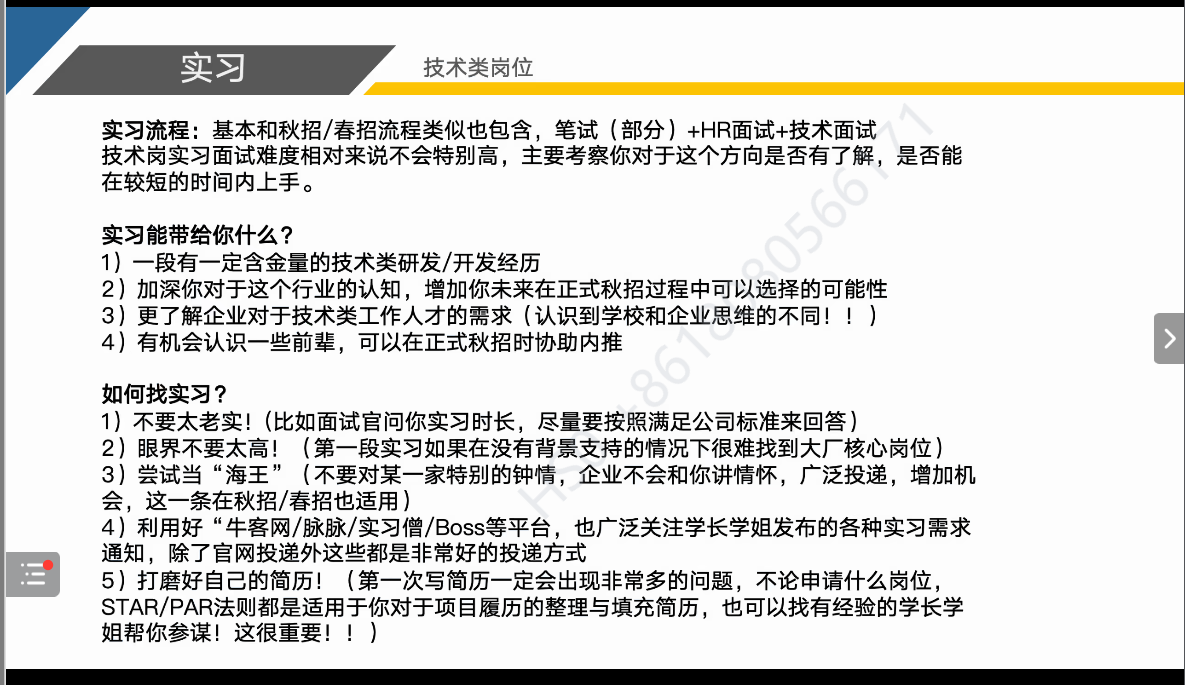 实习
技术类岗位
实习流程：基本和秋招/春招流程类似也包含，笔试（部分）+HR面试+技术面试
技术岗实习面试难度相对来说不会特别高，主要考察你对于这个方向是否有了解，是否能
在较短的时间内上手。
实习能带给你什么？
1）一段有一定含金量的技术类研发/开发经历
2）加深你对于这个行业的认知，增加你未来在正式秋招过程中可以选择的可能性
3）更了解企业对于技术类工作人才的需求（认识到学校和企业思维的不同！！）
4）有机会认识一些前辈，可以在正式秋招时协助内推
如何找实习？
1）不要太老实！（比如面试官问你实习时长，尽量要按照满足公司标准来回答）
2）眼界不要太高！（第一段实习如果在没有背景支持的情况下很难找到大厂核心岗位）
3）尝试当“海王”（不要对某一家特别的钟情，企业不会和你讲情怀，广泛投递，增加机
会，这一条在秋招/春招也适用）
4）利用好“牛客网/脉脉/实习僧/Boss等平台，也广泛关注学长学姐发布的各种实习需求
通知，除了官网投递外这些都是非常好的投递方式
5）打磨好自己的简历！（第一次写简历一定会出现非常多的问题，不论申请什么岗位，
STAR/PAR法则都是适用于你对于项目履历的整理与填充简历，也可以找有经验的学长学
姐帮你参谋！这很重要！！）